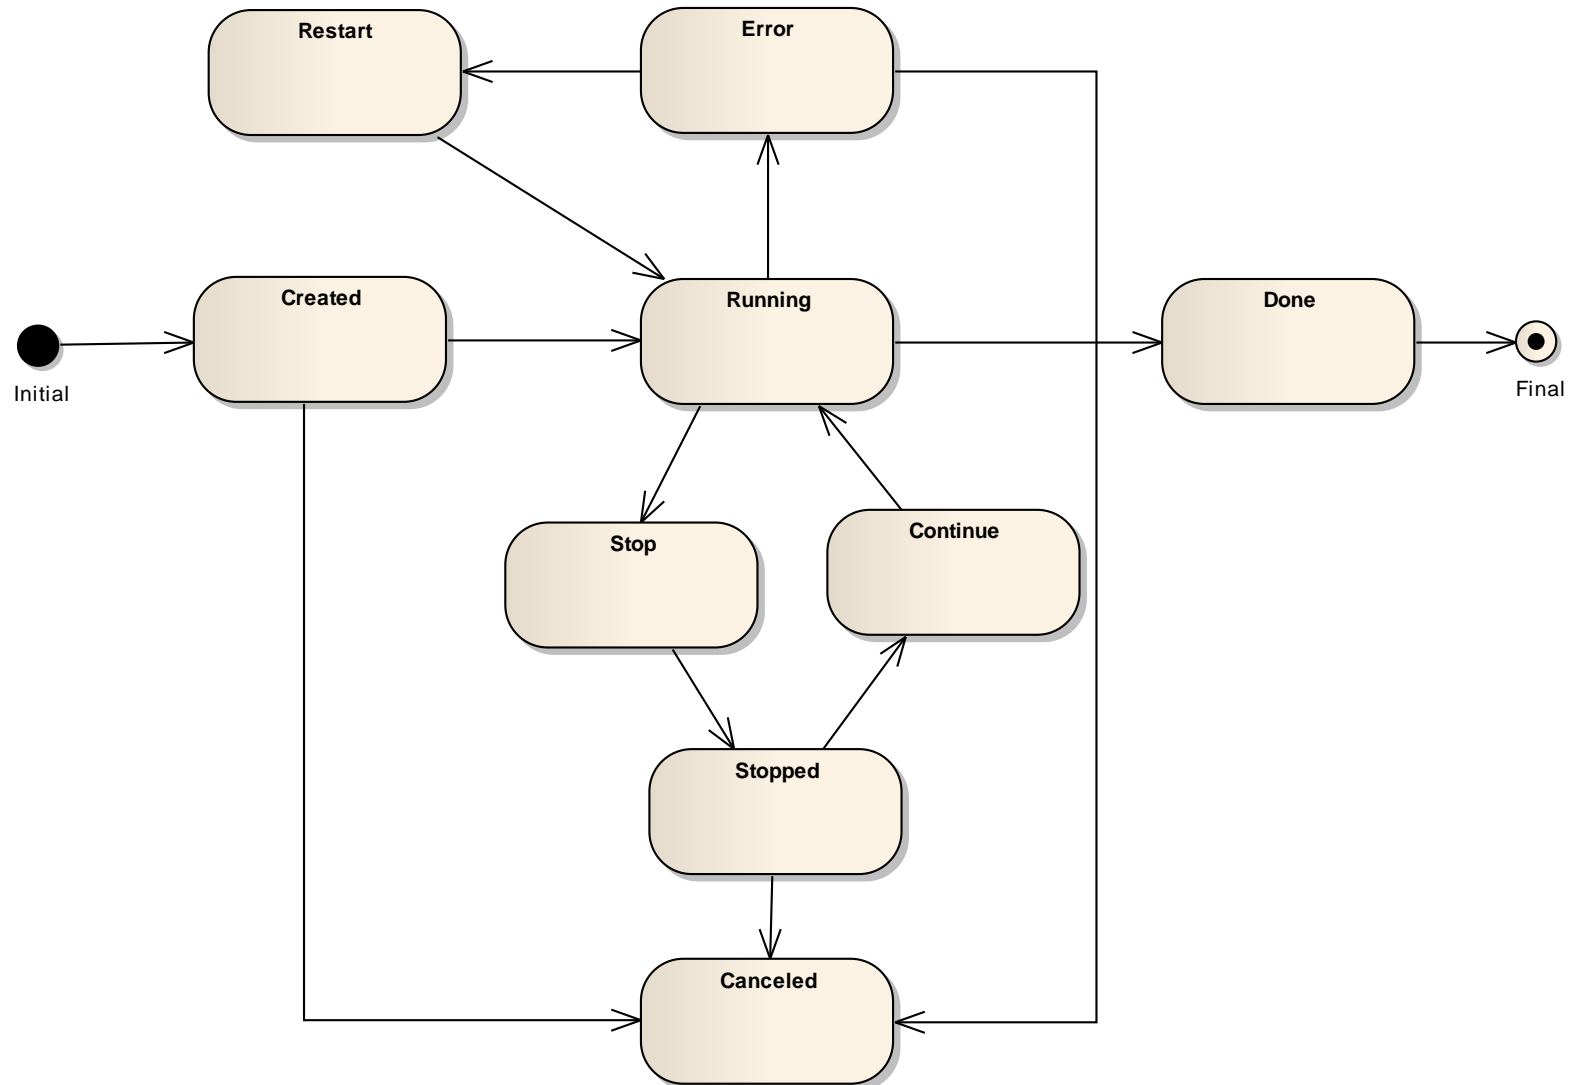 Restart
Error
Created
Running
Done
Initial
Final
Stop
Continue
Stopped
Canceled